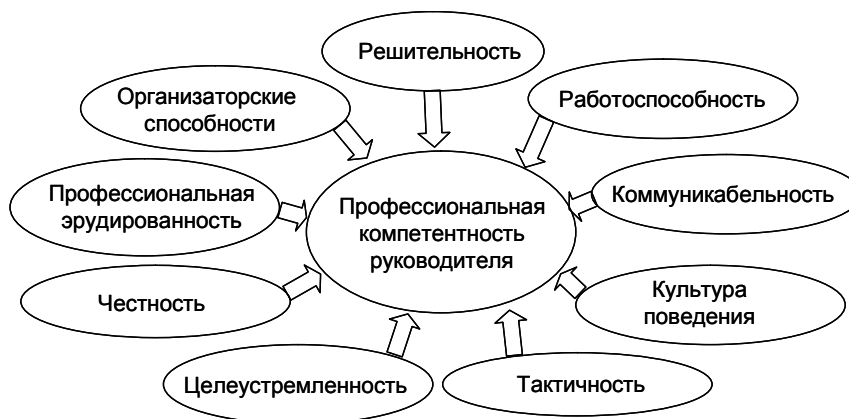 Решительность
Организаторские
способности
Работоспособность
Профессиональная
эрудированность
Коммуникабельность
Профессиональная
компетентность
руководителя
Честность
Культура
поведения
Целеустремленность
Тактичность